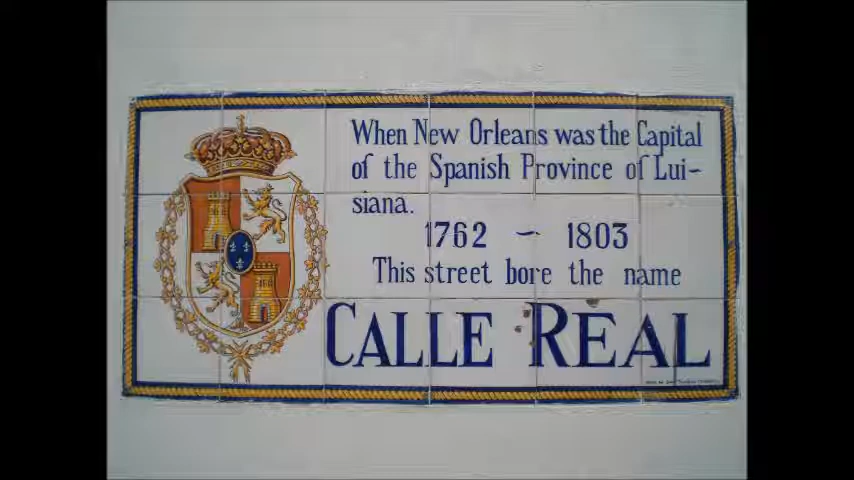 When New Orleans was the Capital
of the Spanish Province of Lui-
siana.
1762 - 1803
This street bore the name
CALLE REAL